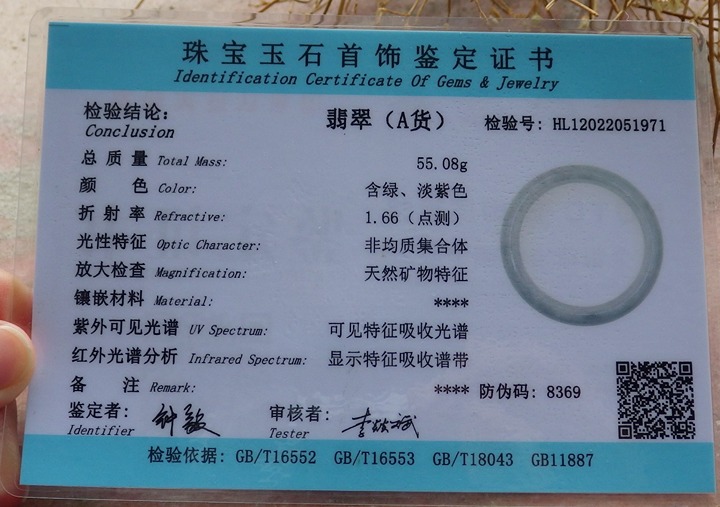 珠宝玉石首饰鉴定证书
Identification Certificate Of Gems & Jewelry
检验结论: 翡翠（A货） 检验号: HL12022051971
Conclusion
总质量 Total Mass: 55.08g
颜色 Color: 含绿、淡紫色
折射率 Refractive: 1.66（点测）
光性特征 Optic Character: 非均质集合体
放大检查 Magnification: 天然矿物特征
镶嵌材料 Material: ****
紫外可见光谱 UV Spectrum: 可见特征吸收光谱
红外光谱分析 Infrared Spectrum: 显示特征吸收谱带
备注 Remark: **** 防伪码: 8369
鉴定者: 审核者:
Identifier Tester
检验依据: GB/T16552 GB/T16553 GB/T18043 GB11887